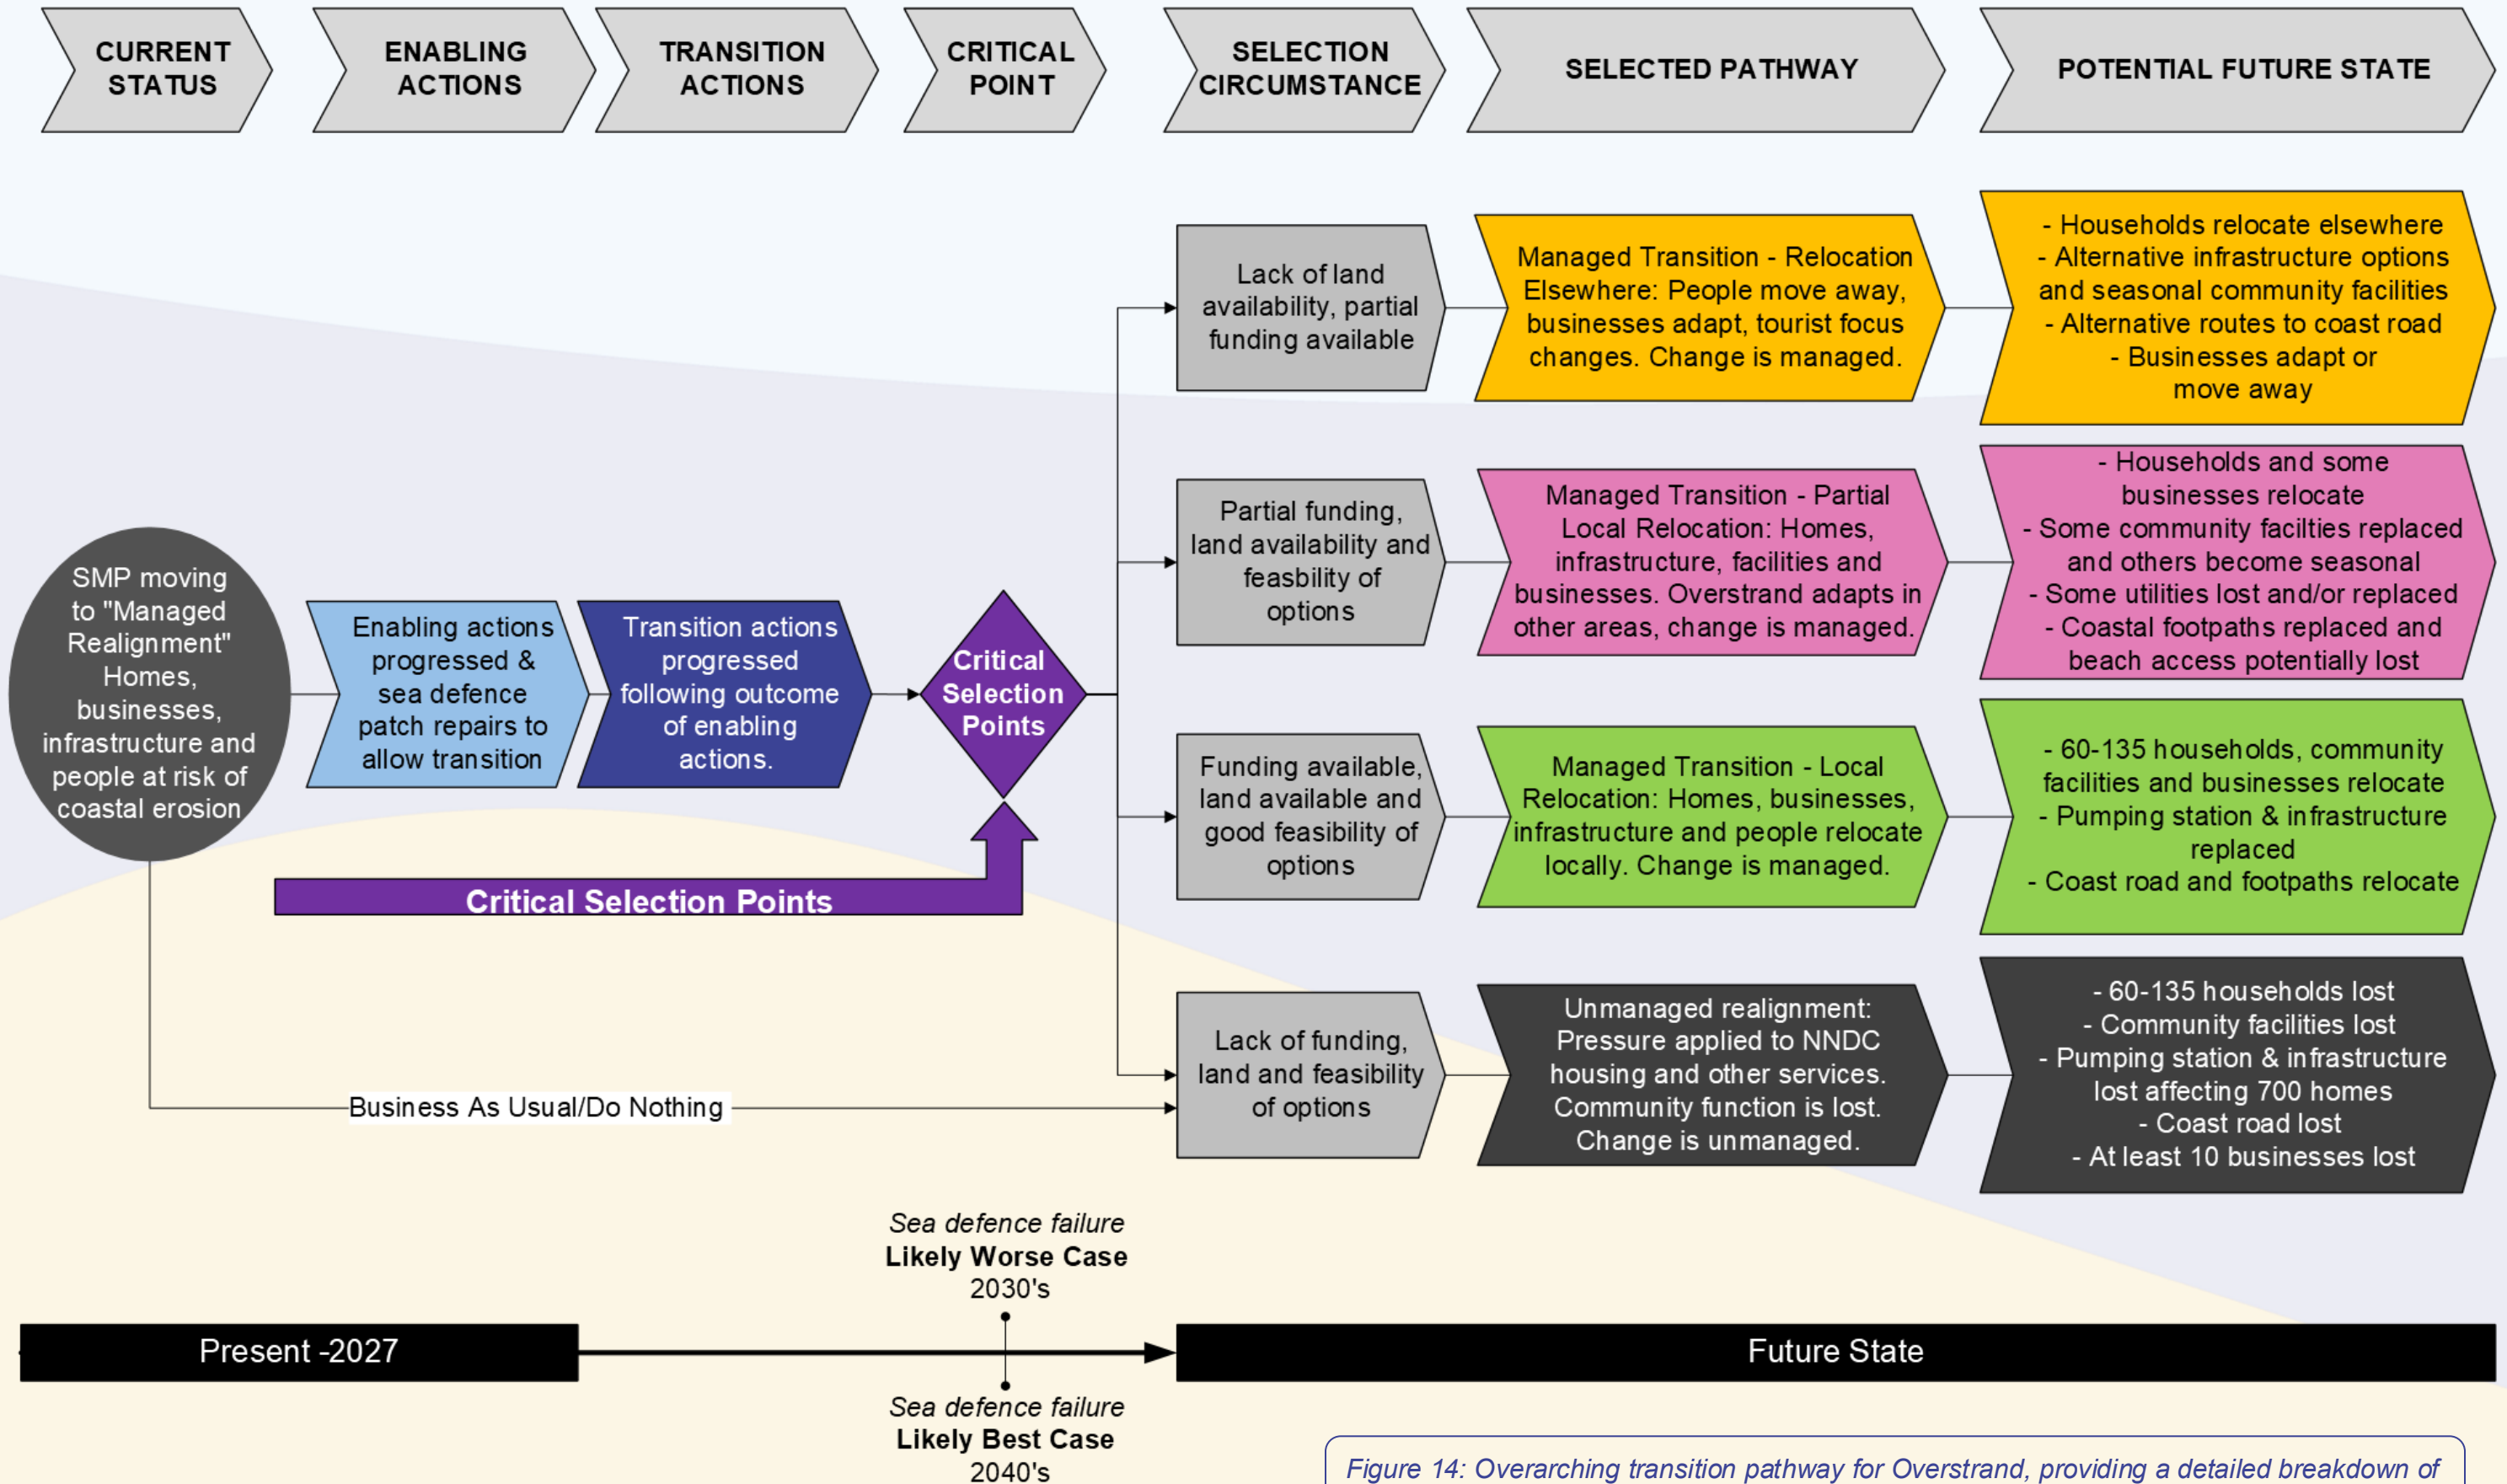 CURRENT
STATUS
ENABLING
ACTIONS
TRANSITION
ACTIONS
CRITICAL
POINT
SELECTION
CIRCUMSTANCE
SELECTED PATHWAY
POTENTIAL FUTURE STATE
Lack of land
availability, partial
funding available
Managed Transition - Relocation
Elsewhere: People move away,
businesses adapt, tourist focus
changes. Change is managed.
- Households relocate elsewhere
- Alternative infrastructure options
and seasonal community facilities
- Alternative routes to coast road
- Businesses adapt or
move away
Partial funding,
land availability and
feasbility of
options
Managed Transition - Partial
Local Relocation: Homes,
infrastructure, facilities and
businesses. Overstrand adapts in
other areas, change is managed.
- Households and some
businesses relocate
- Some community facilties replaced
and others become seasonal
- Some utilities lost and/or replaced
- Coastal footpaths replaced and
beach access potentially lost
SMP moving
to "Managed
Realignment"
Homes,
businesses,
infrastructure and
people at risk of
coastal erosion
Enabling actions
progressed &
sea defence
patch repairs to
allow transition
Transition actions
progressed
following outcome
of enabling
actions.
Critical
Selection
Points
Critical Selection Points
Funding available,
land available and
good feasibility of
options
Managed Transition - Local
Relocation: Homes, businesses,
infrastructure and people relocate
locally. Change is managed.
- 60-135 households, community
facilities and businesses relocate
- Pumping station & infrastructure
replaced
- Coast road and footpaths relocate
Lack of funding,
land and feasibility
of options
Unmanaged realignment:
Pressure applied to NNDC
housing and other services.
Community function is lost.
Change is unmanaged.
- 60-135 households lost
- Community facilities lost
- Pumping station & infrastructure
lost affecting 700 homes
- Coast road lost
- At least 10 businesses lost
Business As Usual/Do Nothing
Sea defence failure
Likely Worse Case
2030's
Present -2027
Future State
Sea defence failure
Likely Best Case
2040's
Figure 14: Overarching transition pathway for Overstrand, providing a detailed breakdown of